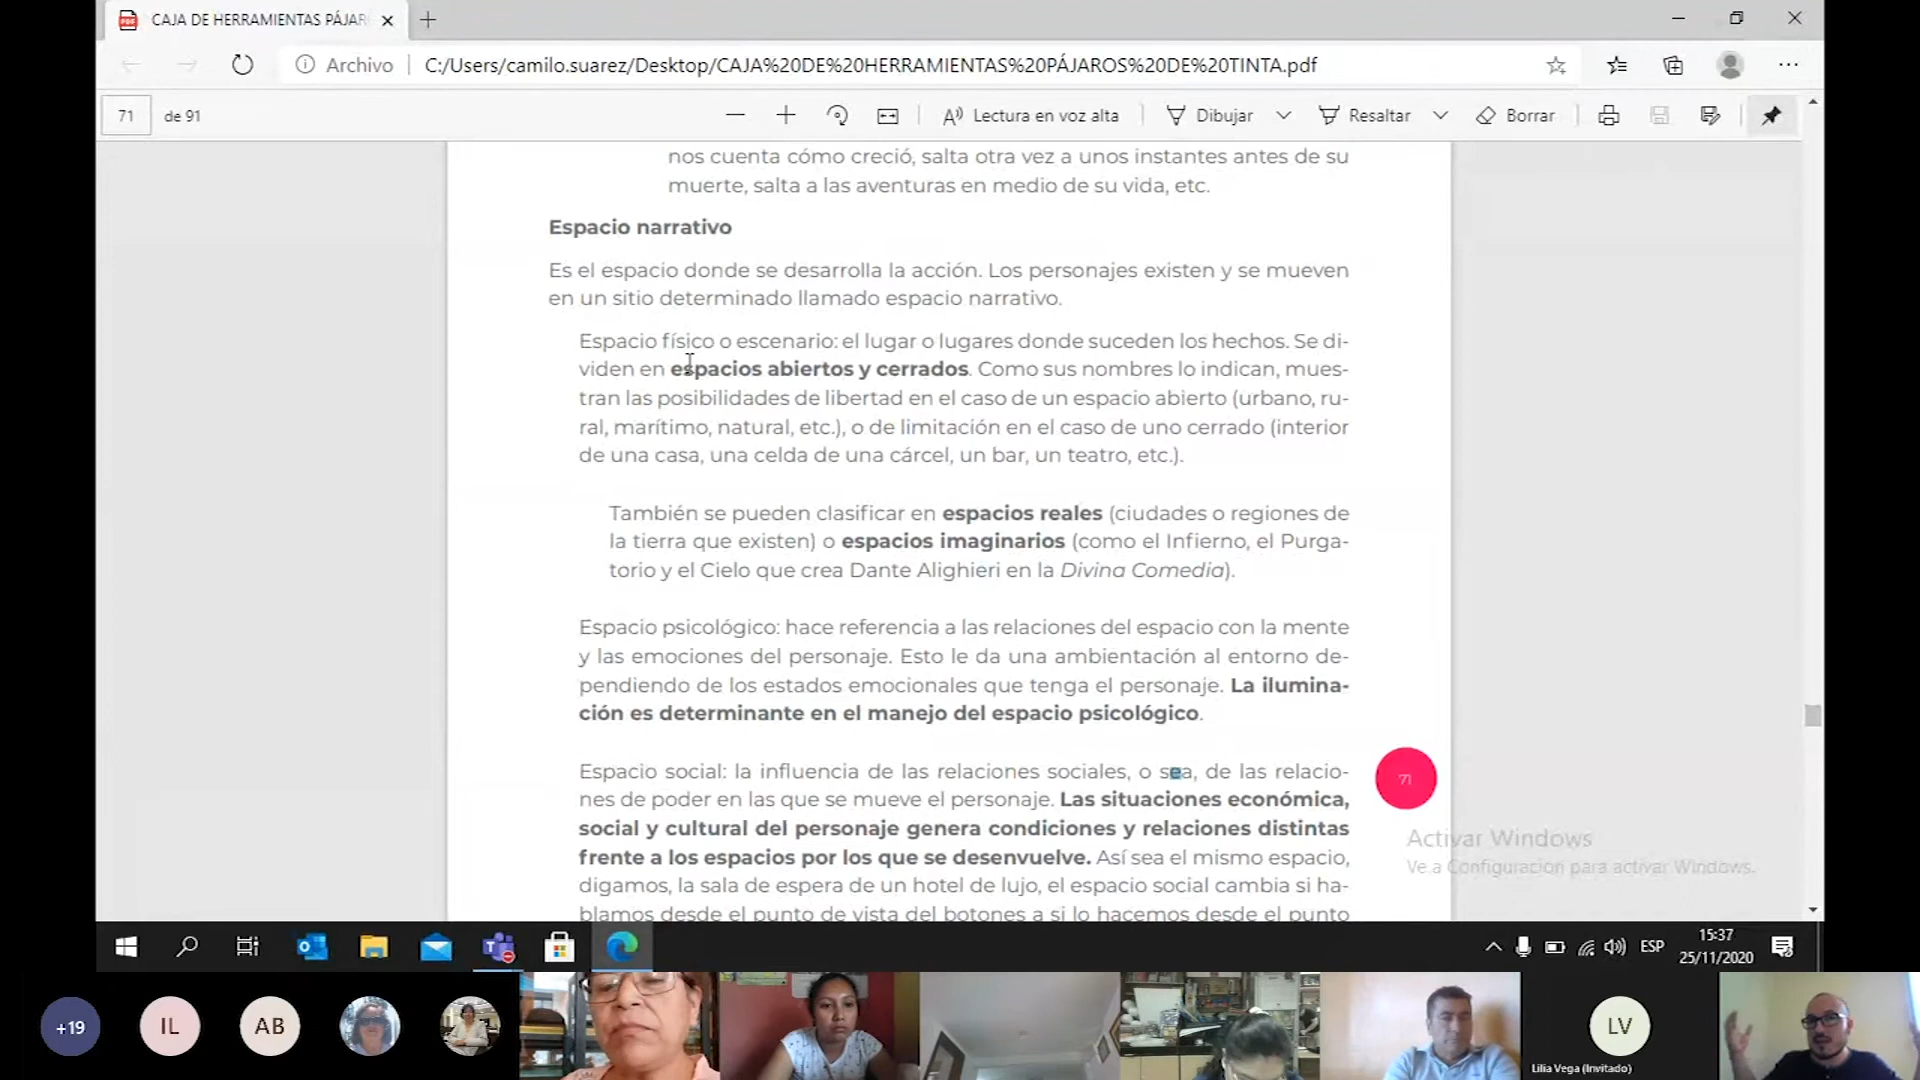 CAJA DE HERRAMIENTAS PÁJAR
Archivo
C:/Users/camilo.suarez/Desktop/CAJA%20DE%20HERRAMIENTAS%20PÁJAROS%20DE%20TINTA.pdf
71 de 91
Lectura en voz alta
Dibujar
Resaltar
Borrar
nos cuenta cómo creció, salta otra vez a unos instantes antes de su
muerte, salta a las aventuras en medio de su vida, etc.
Espacio narrativo
Es el espacio donde se desarrolla la acción. Los personajes existen y se mueven
en un sitio determinado llamado espacio narrativo.
Espacio físico o escenario: el lugar o lugares donde suceden los hechos. Se di-
viden en espacios abiertos y cerrados. Como sus nombres lo indican, mues-
tran las posibilidades de libertad en el caso de un espacio abierto (urbano, ru-
ral, marítimo, natural, etc.), o de limitación en el caso de uno cerrado (interior
de una casa, una celda de una cárcel, un bar, un teatro, etc.).
También se pueden clasificar en espacios reales (ciudades o regiones de
la tierra que existen) o espacios imaginarios (como el Infierno, el Purga-
torio y el Cielo que crea Dante Alighieri en la Divina Comedia).
Espacio psicológico: hace referencia a las relaciones del espacio con la mente
y las emociones del personaje. Esto le da una ambientación al entorno de-
pendiendo de los estados emocionales que tenga el personaje. La ilumina-
ción es determinante en el manejo del espacio psicológico.
Espacio social: la influencia de las relaciones sociales, o sea, de las relacio-
nes de poder en las que se mueve el personaje. Las situaciones económica,
social y cultural del personaje genera condiciones y relaciones distintas
frente a los espacios por los que se desenvuelve. Así sea el mismo espacio,
digamos, la sala de espera de un hotel de lujo, el espacio social cambia si ha-
blamos desde el punto de vista del botones a si lo hacemos desde el punto
71
Activar Windows
Ve a Configuración para activar Windows.
ESP
15:37
25/11/2020
+19
IL
AB
LV
Lilia Vega (Invitado)